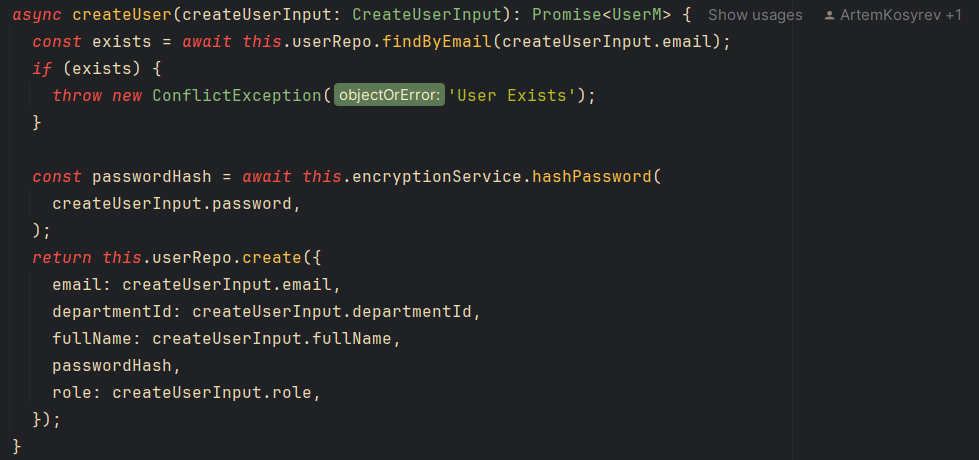 async createUser(createUserInput: CreateUserInput): Promise<UserM> { Show usages ArtemKosyrev +1
  const exists = await this.userRepo.findByEmail(createUserInput.email);
  if (exists) {
    throw new ConflictException( objectOrError: 'User Exists');
  }
  const passwordHash = await this.encryptionService.hashPassword(
    createUserInput.password,
  );
  return this.userRepo.create({
    email: createUserInput.email,
    departmentId: createUserInput.departmentId,
    fullName: createUserInput.fullName,
    passwordHash,
    role: createUserInput.role,
  });
}